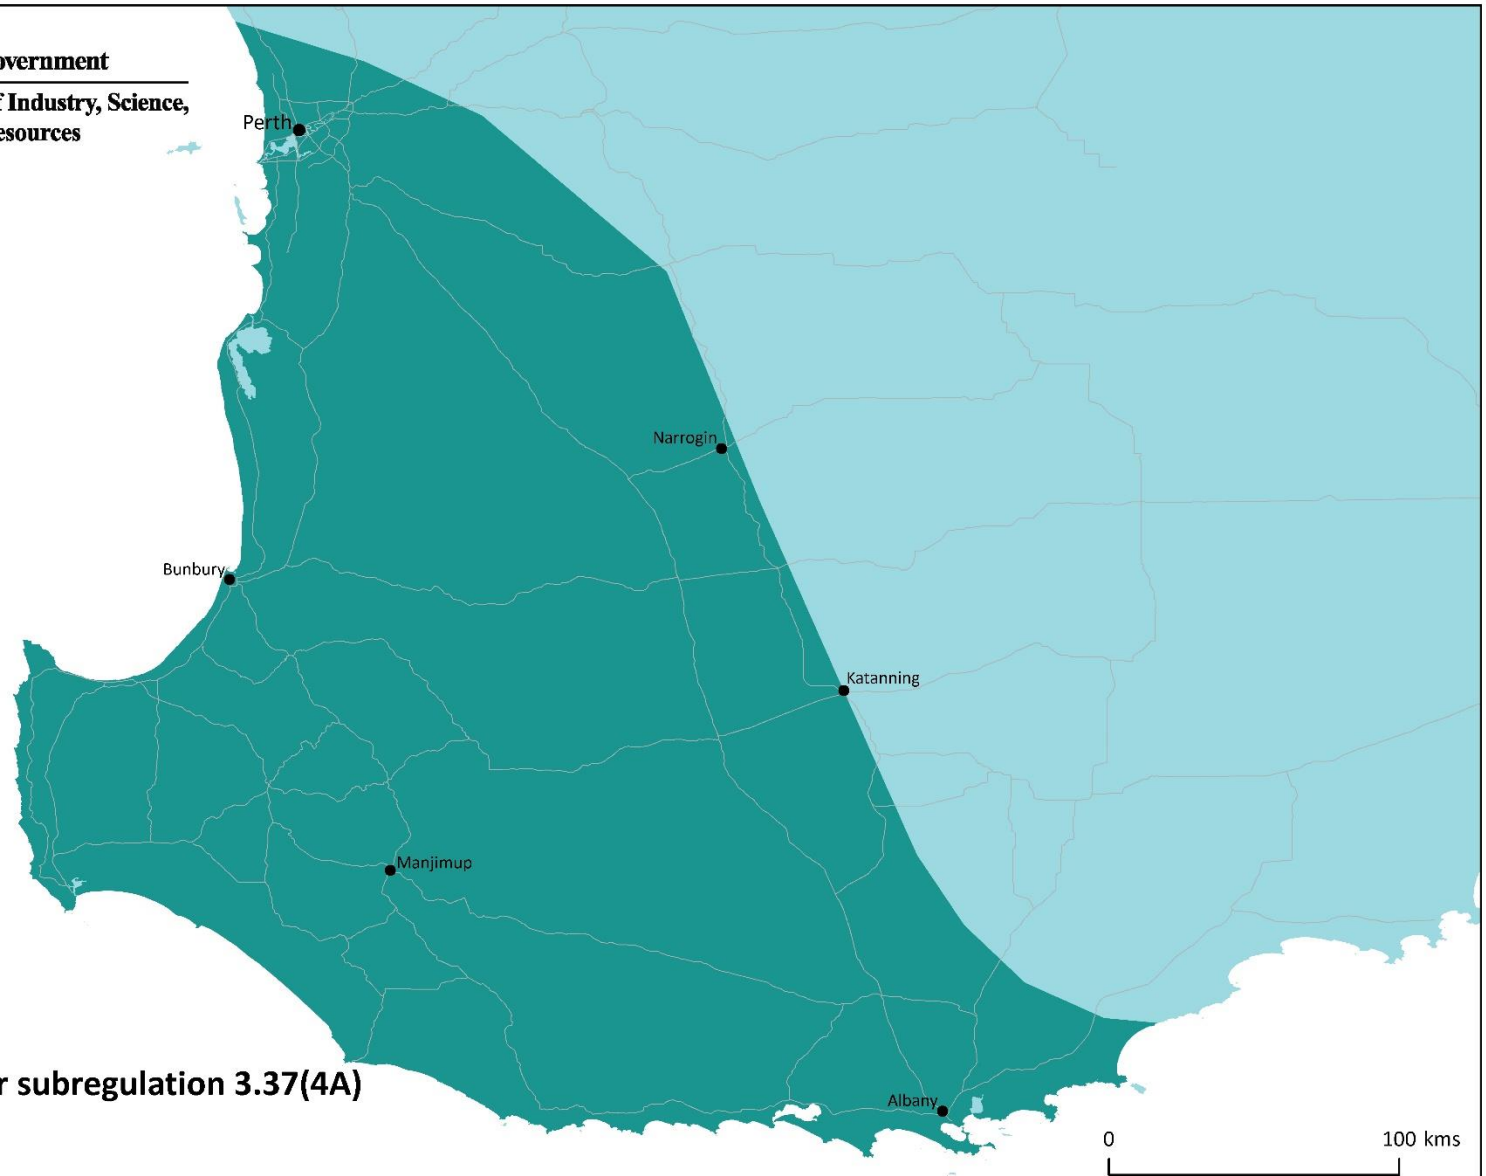 overnment
f Industry, Science,
esources
Perth
Narrogin
Bunbury
Katanning
Manjimup
r subregulation 3.37(4A)
Albany
0 100 kms